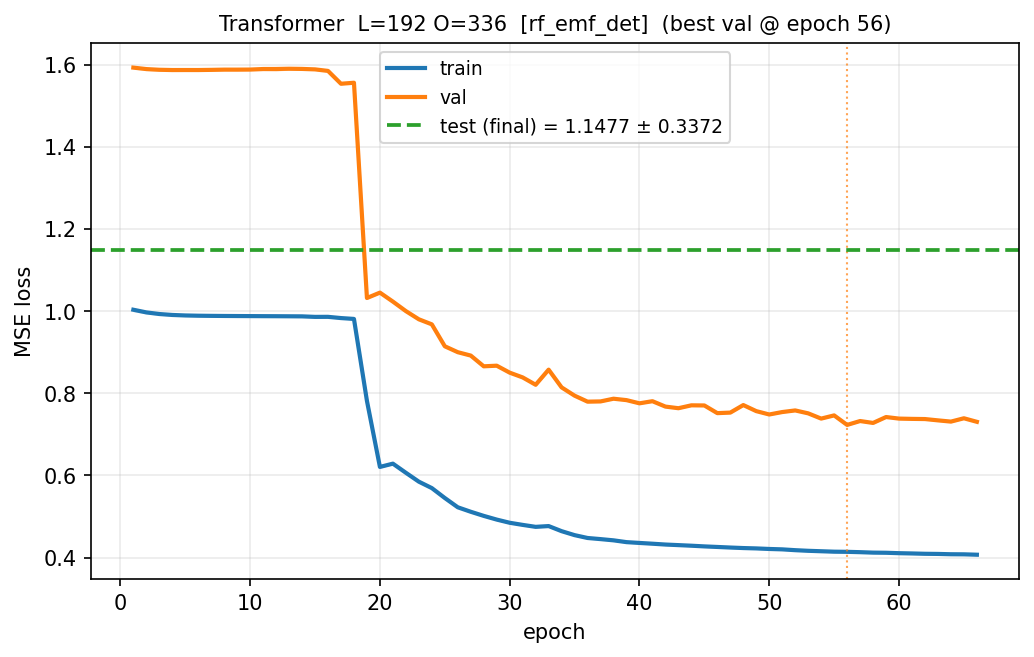 Transformer L=192 O=336 [rf_emf_det] (best val @ epoch 56)
train
val
test (final) = 1.1477 ± 0.3372
MSE loss
1.6
1.4
1.2
1.0
0.8
0.6
0.4
0 10 20 30 40 50 60
epoch